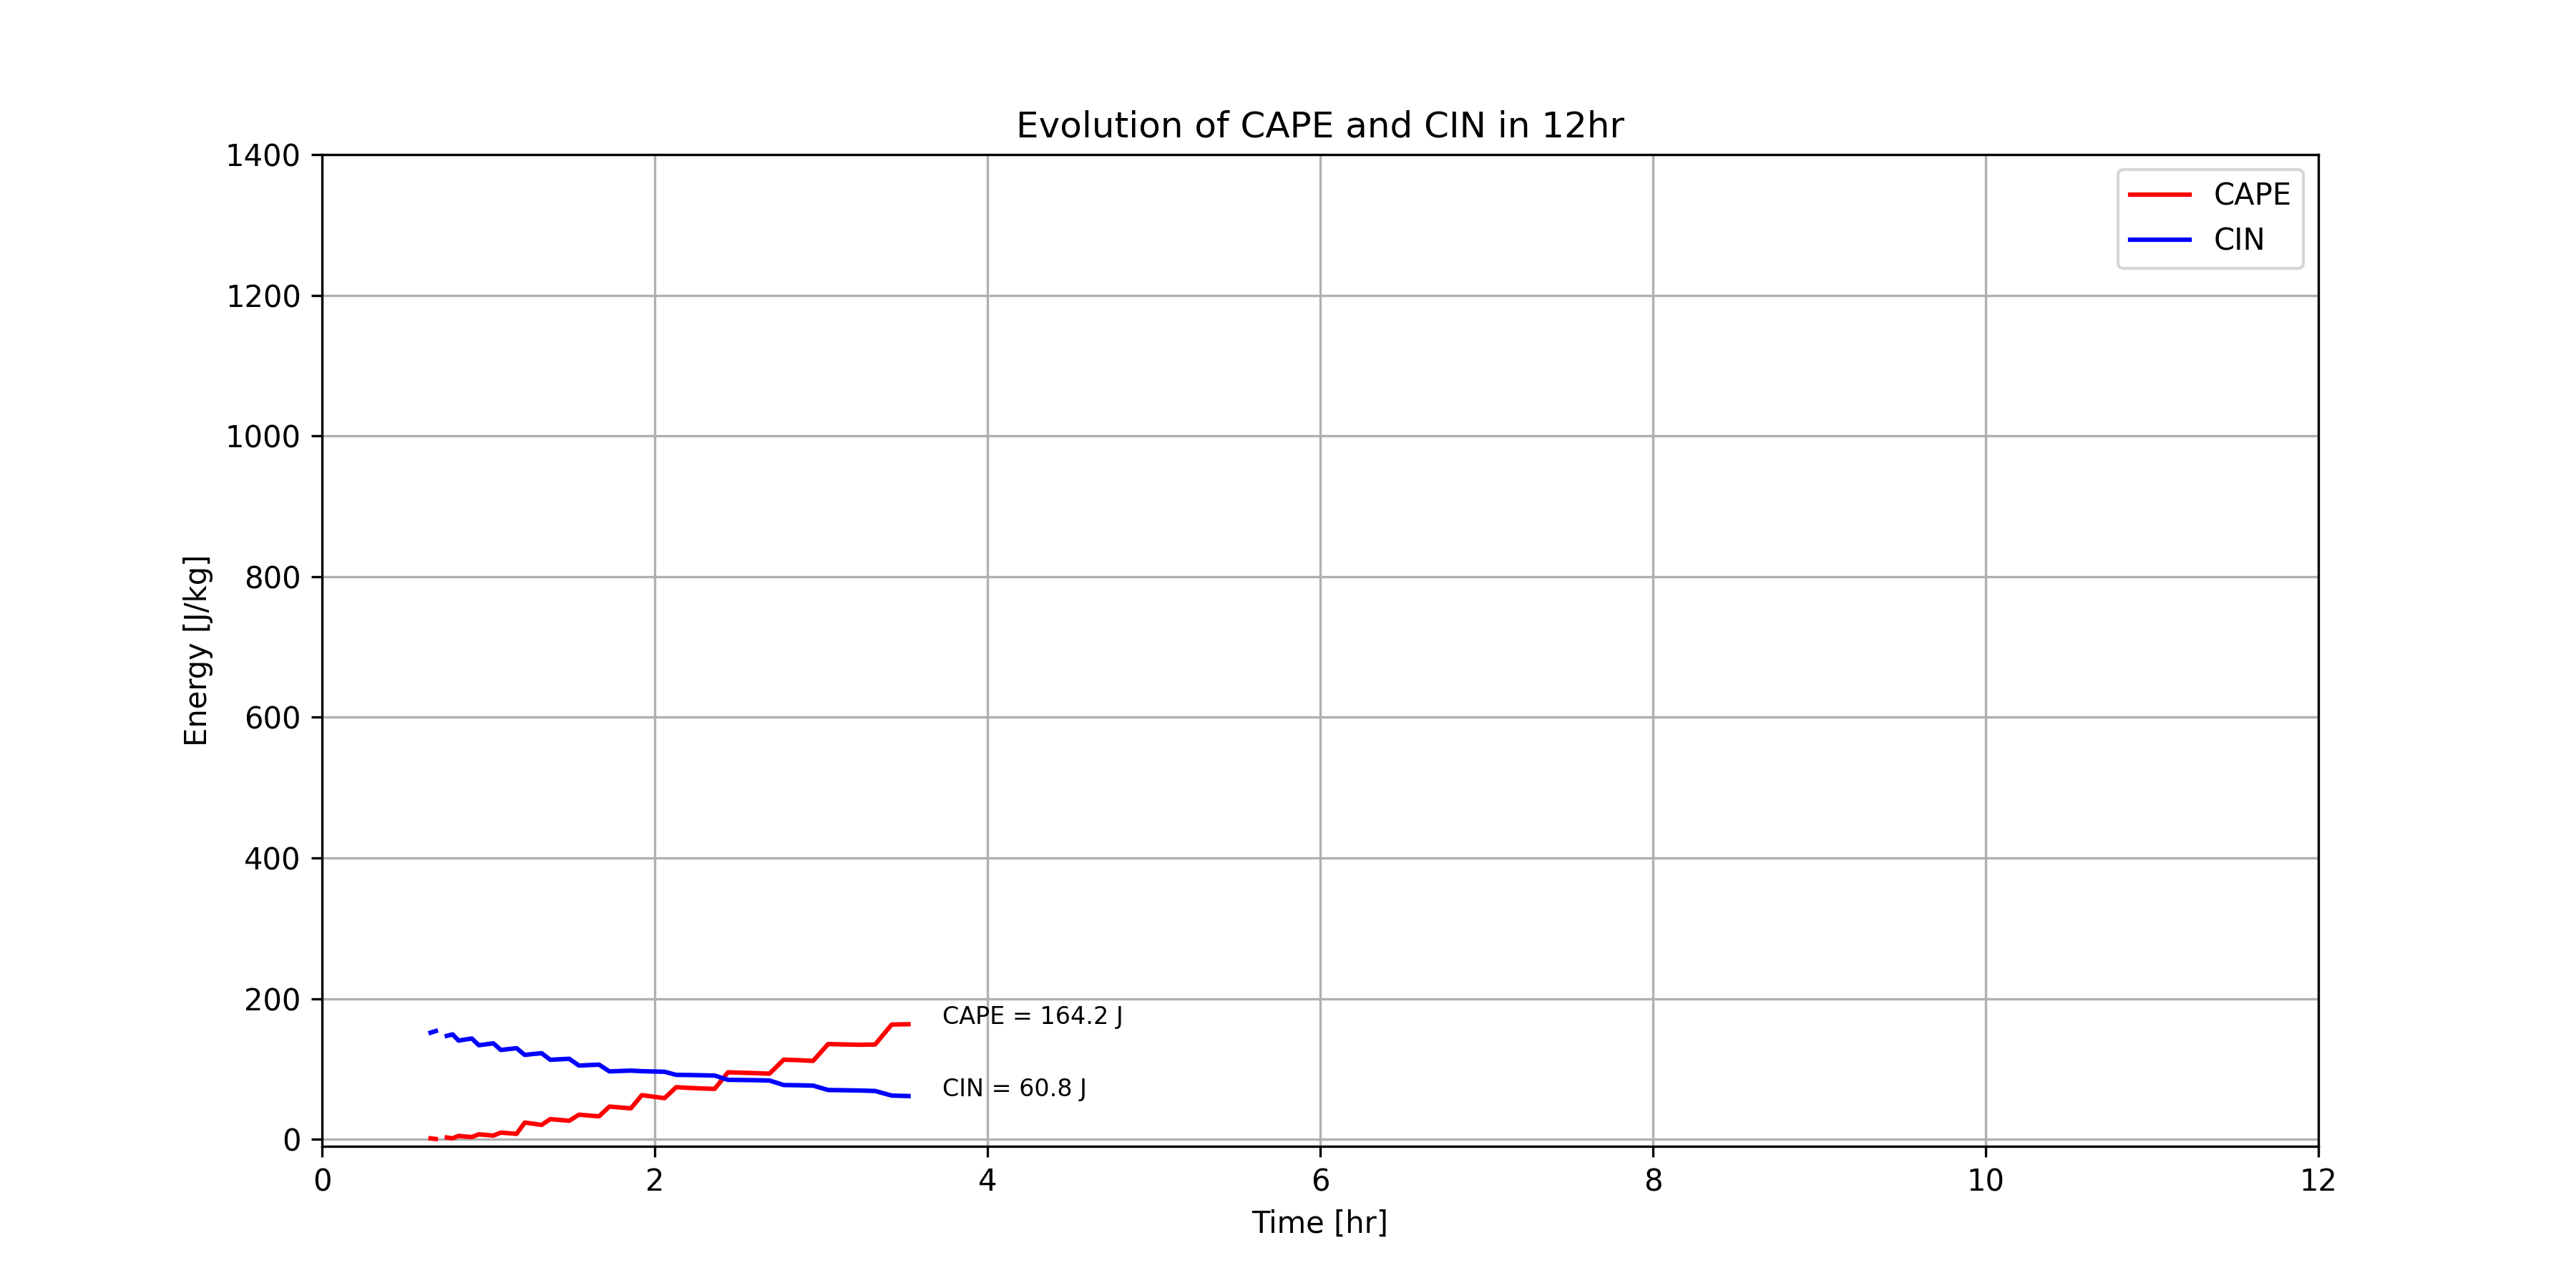 Evolution of CAPE and CIN in 12hr
1400
1200
1000
800
600
400
200
0
Energy [J/kg]
CAPE
CIN
CAPE = 164.2 J
CIN = 60.8 J
0 2 4 6 8 10 12
Time [hr]